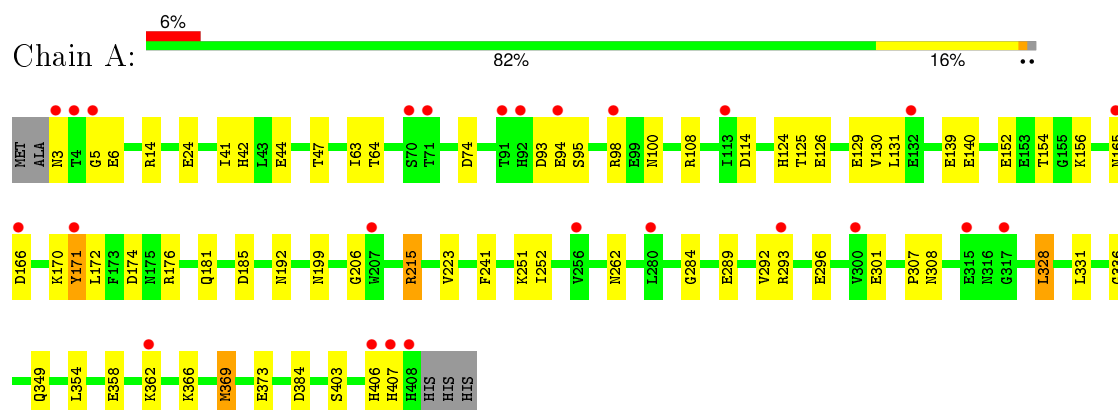 6%
Chain A:
82% 16% ••
MET ALA N3 T4 G5 E6 R14 E24 I41 H42 L43 E44 T47 I63 T64 S70 T71 D74 T91 H92 D93 E94 S95 R98 E99 N100 R108 I113 D114 H124 T125 E126 E129 V130 L131 E132 E139 E140 E152 E153 T154 G155 K156 N165
D166 K170 Y171 L172 F173 D174 N175 R176 Q181 D185 N192 N199 G206 W207 R215 V223 F241 K251 I252 V256 N262 L280 G284 E289 V292 R293 E296 V300 E301 P307 N308 E315 N316 G317 L328 L331
Q349 L354 E358 K362 K366 M369 E373 D384 S403 H406 H407 H408 HIS HIS HIS